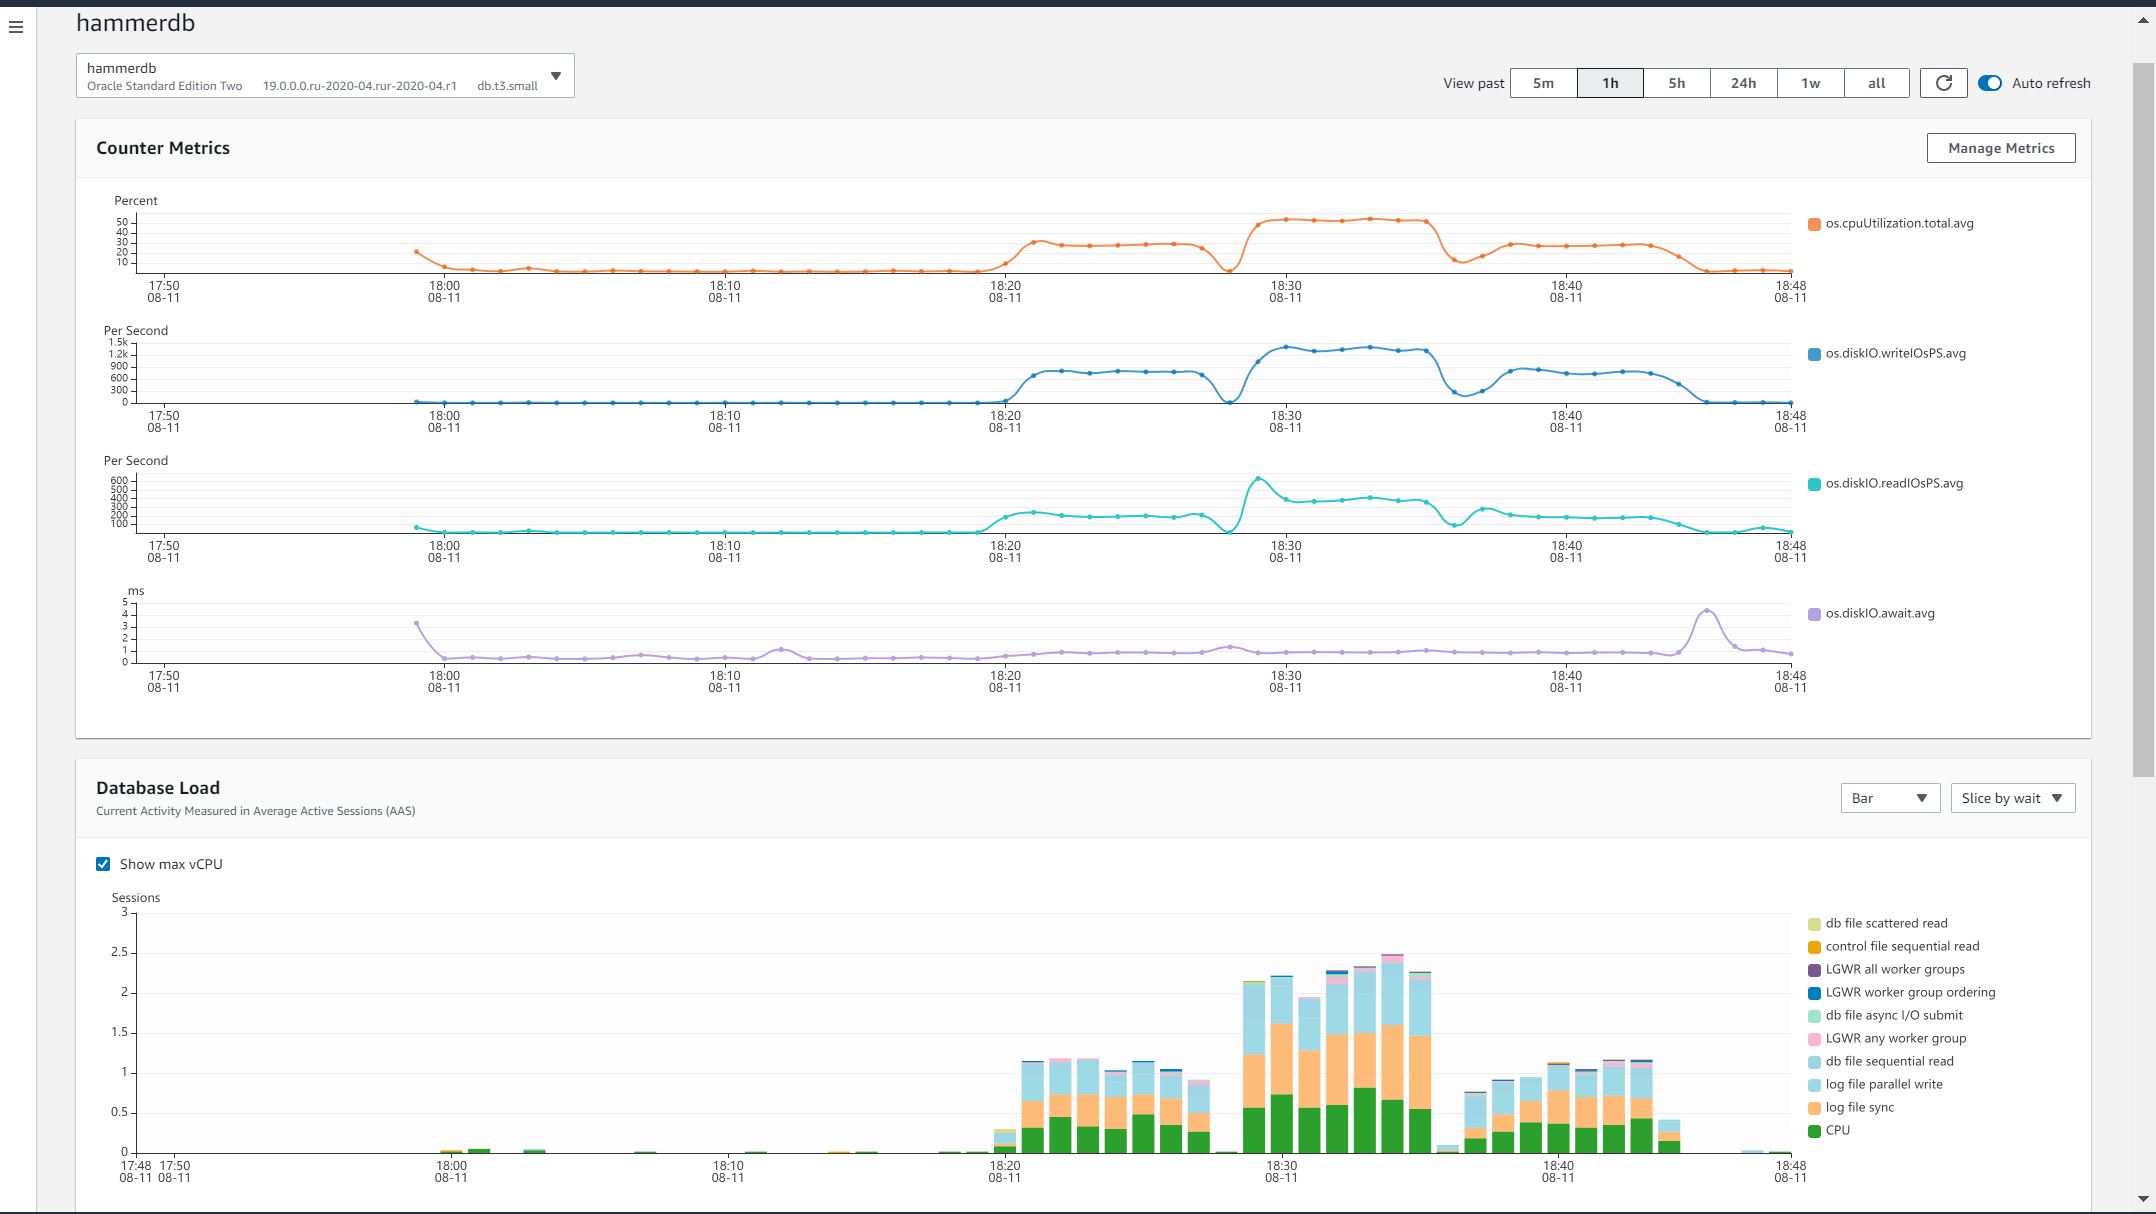 hammerdb
hammerdb
Oracle Standard Edition Two 19.0.0.0.ru-2020-04.rur-2020-04.r1 db.t3.small
View past 5m 1h 5h 24h 1w all Auto refresh
Counter Metrics Manage Metrics
Percent
50
40
30
20
10
os.cpuUtilization.total.avg
17:50 18:00 18:10 18:20 18:30 18:40 18:48
08-11 08-11 08-11 08-11 08-11 08-11 08-11
Per Second
1.5k
1.2k
900
600
300
0
os.diskIO.writeIOsPS.avg
17:50 18:00 18:10 18:20 18:30 18:40 18:48
08-11 08-11 08-11 08-11 08-11 08-11 08-11
Per Second
600
500
400
300
200
100
os.diskIO.readIOsPS.avg
17:50 18:00 18:10 18:20 18:30 18:40 18:48
08-11 08-11 08-11 08-11 08-11 08-11 08-11
ms
5
4
3
2
1
0
os.diskIO.await.avg
17:50 18:00 18:10 18:20 18:30 18:40 18:48
08-11 08-11 08-11 08-11 08-11 08-11 08-11
Database Load
Current Activity Measured in Average Active Sessions (AAS)
Bar Slice by wait
Show max vCPU
Sessions
3
2.5
2
1.5
1
0.5
0
db file scattered read
control file sequential read
LGWR all worker groups
LGWR worker group ordering
db file async I/O submit
LGWR any worker group
db file sequential read
log file parallel write
log file sync
CPU
17:48 17:50 18:00 18:10 18:20 18:30 18:40 18:48
08-11 08-11 08-11 08-11 08-11 08-11 08-11 08-11